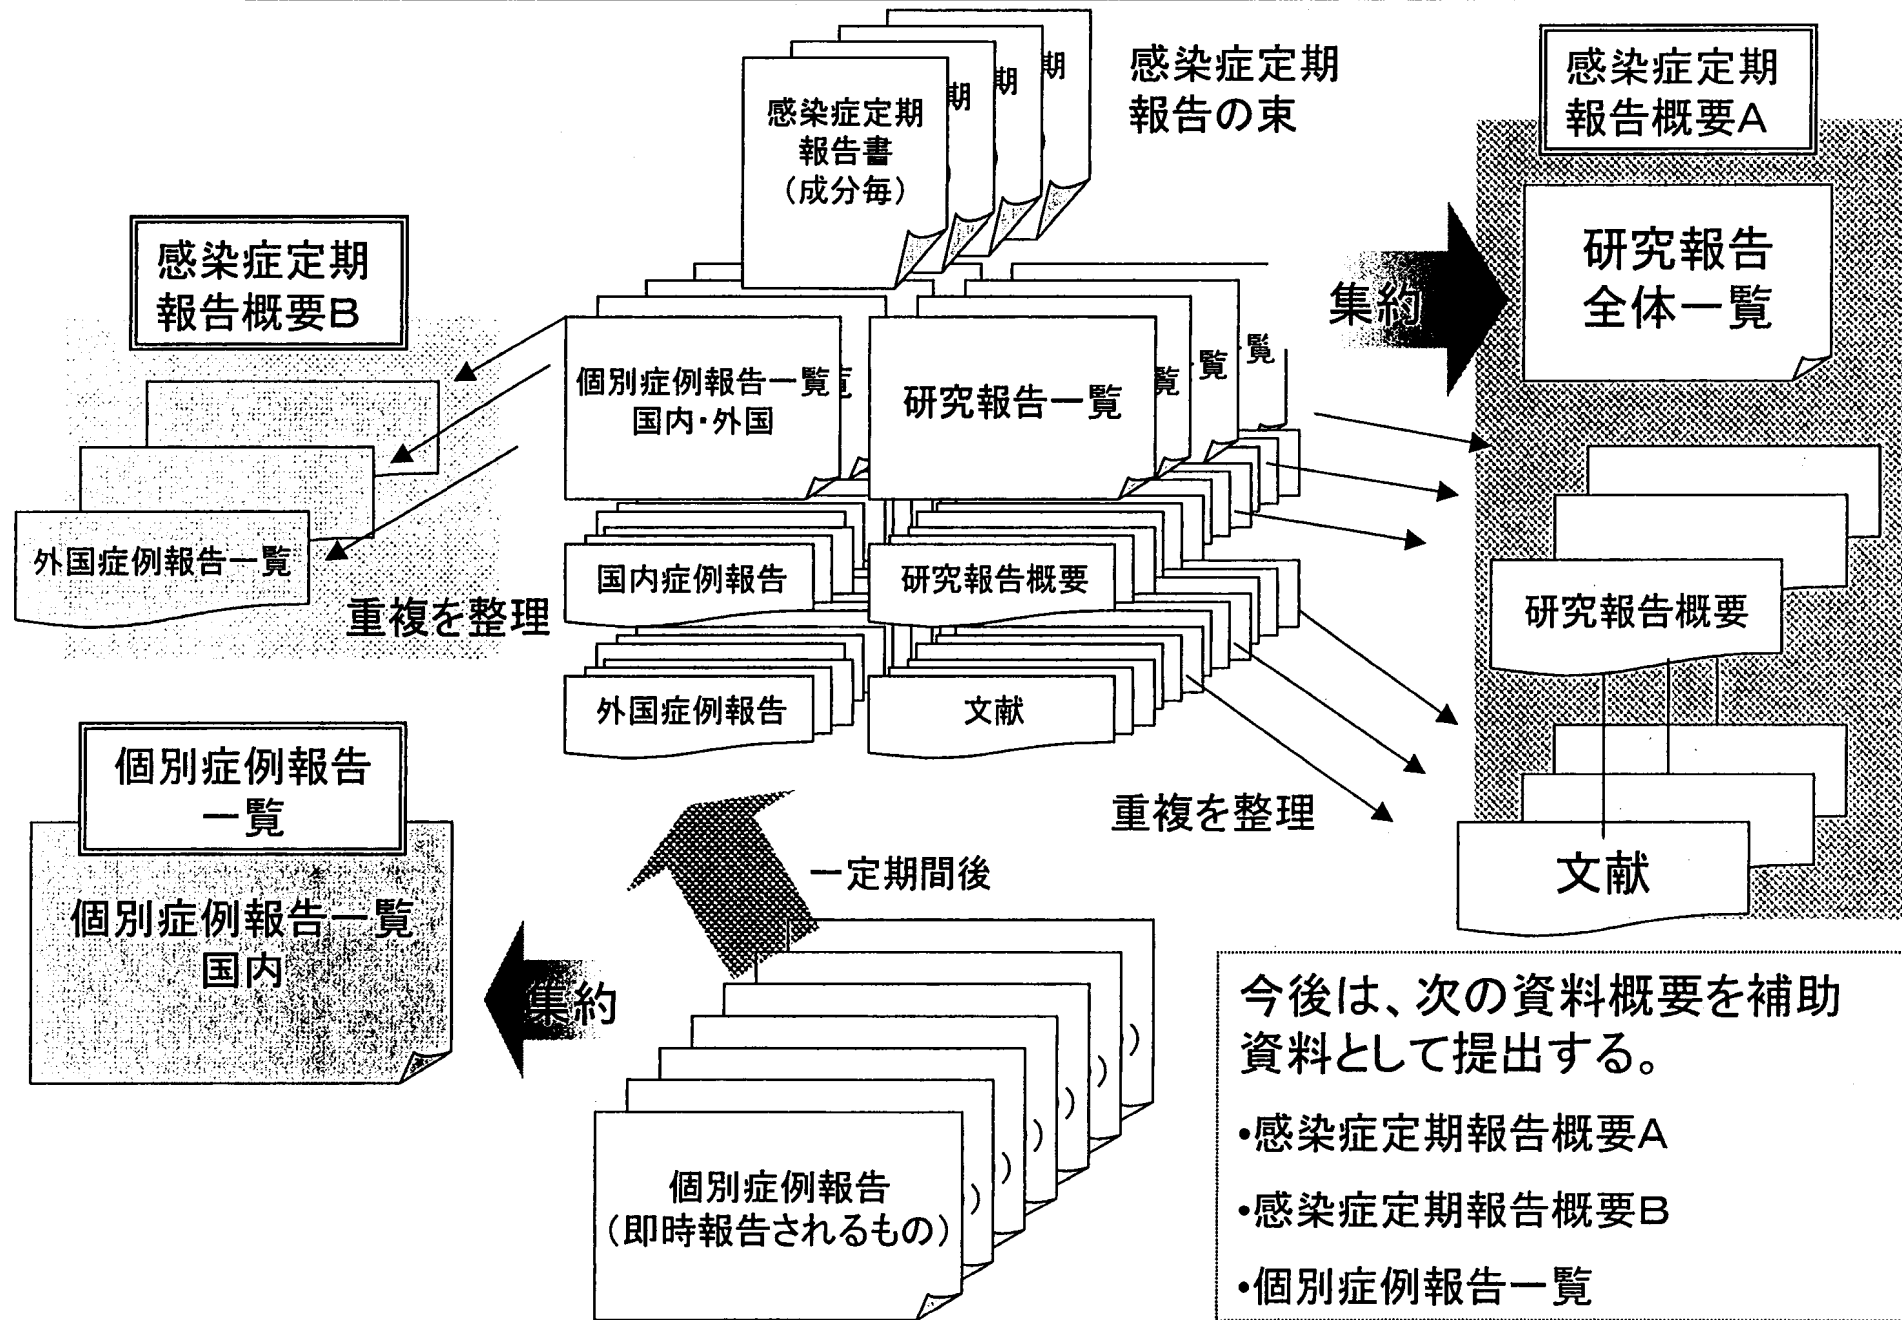 感染症定期
報告書
（成分毎）
期
期
期
感染症定期
報告の束
感染症定期
報告概要A
研究報告
全体一覧
集約
感染症定期
報告概要B
個別症例報告一覧
国内・外国
覧
研究報告一覧
覧
覧
覧
外国症例報告一覧
重複を整理
国内症例報告
研究報告概要
研究報告概要
外国症例報告
文献
重複を整理
文献
個別症例報告
一覧
個別症例報告一覧
国内
集約
一定期間後
個別症例報告
（即時報告されるもの）
）
）
）
）
）
）
今後は、次の資料概要を補助
資料として提出する。
•感染症定期報告概要A
•感染症定期報告概要B
•個別症例報告一覧